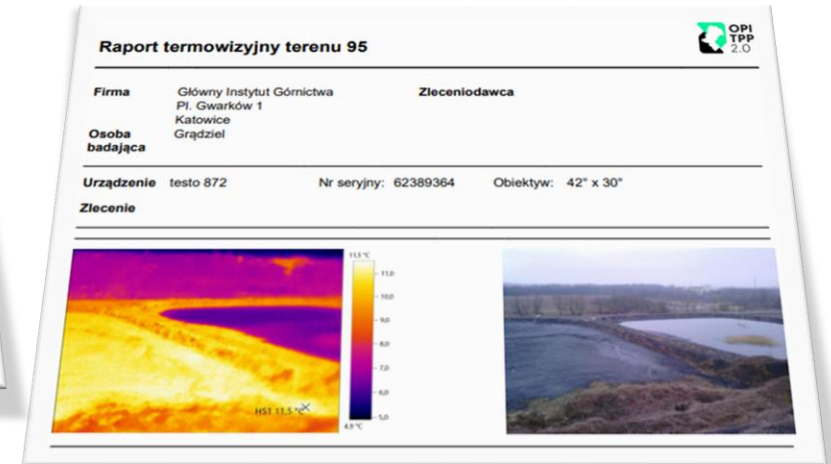 Raport termowizyjny terenu 95
OPI
TPP
2.0
Firma Główny Instytut Górnictwa Zleceniodawca
Pl. Gwarków 1
Katowice
Osoba badająca Grądziel
Urządzenie testo 872 Nr seryjny: 62389364 Obiektyw: 42° x 30°
Zlecenie
11,5 °C
11,0
10,0
9,0
8,0
7,0
6,0
5,0
4,9 °C
HS1 11,5 °C